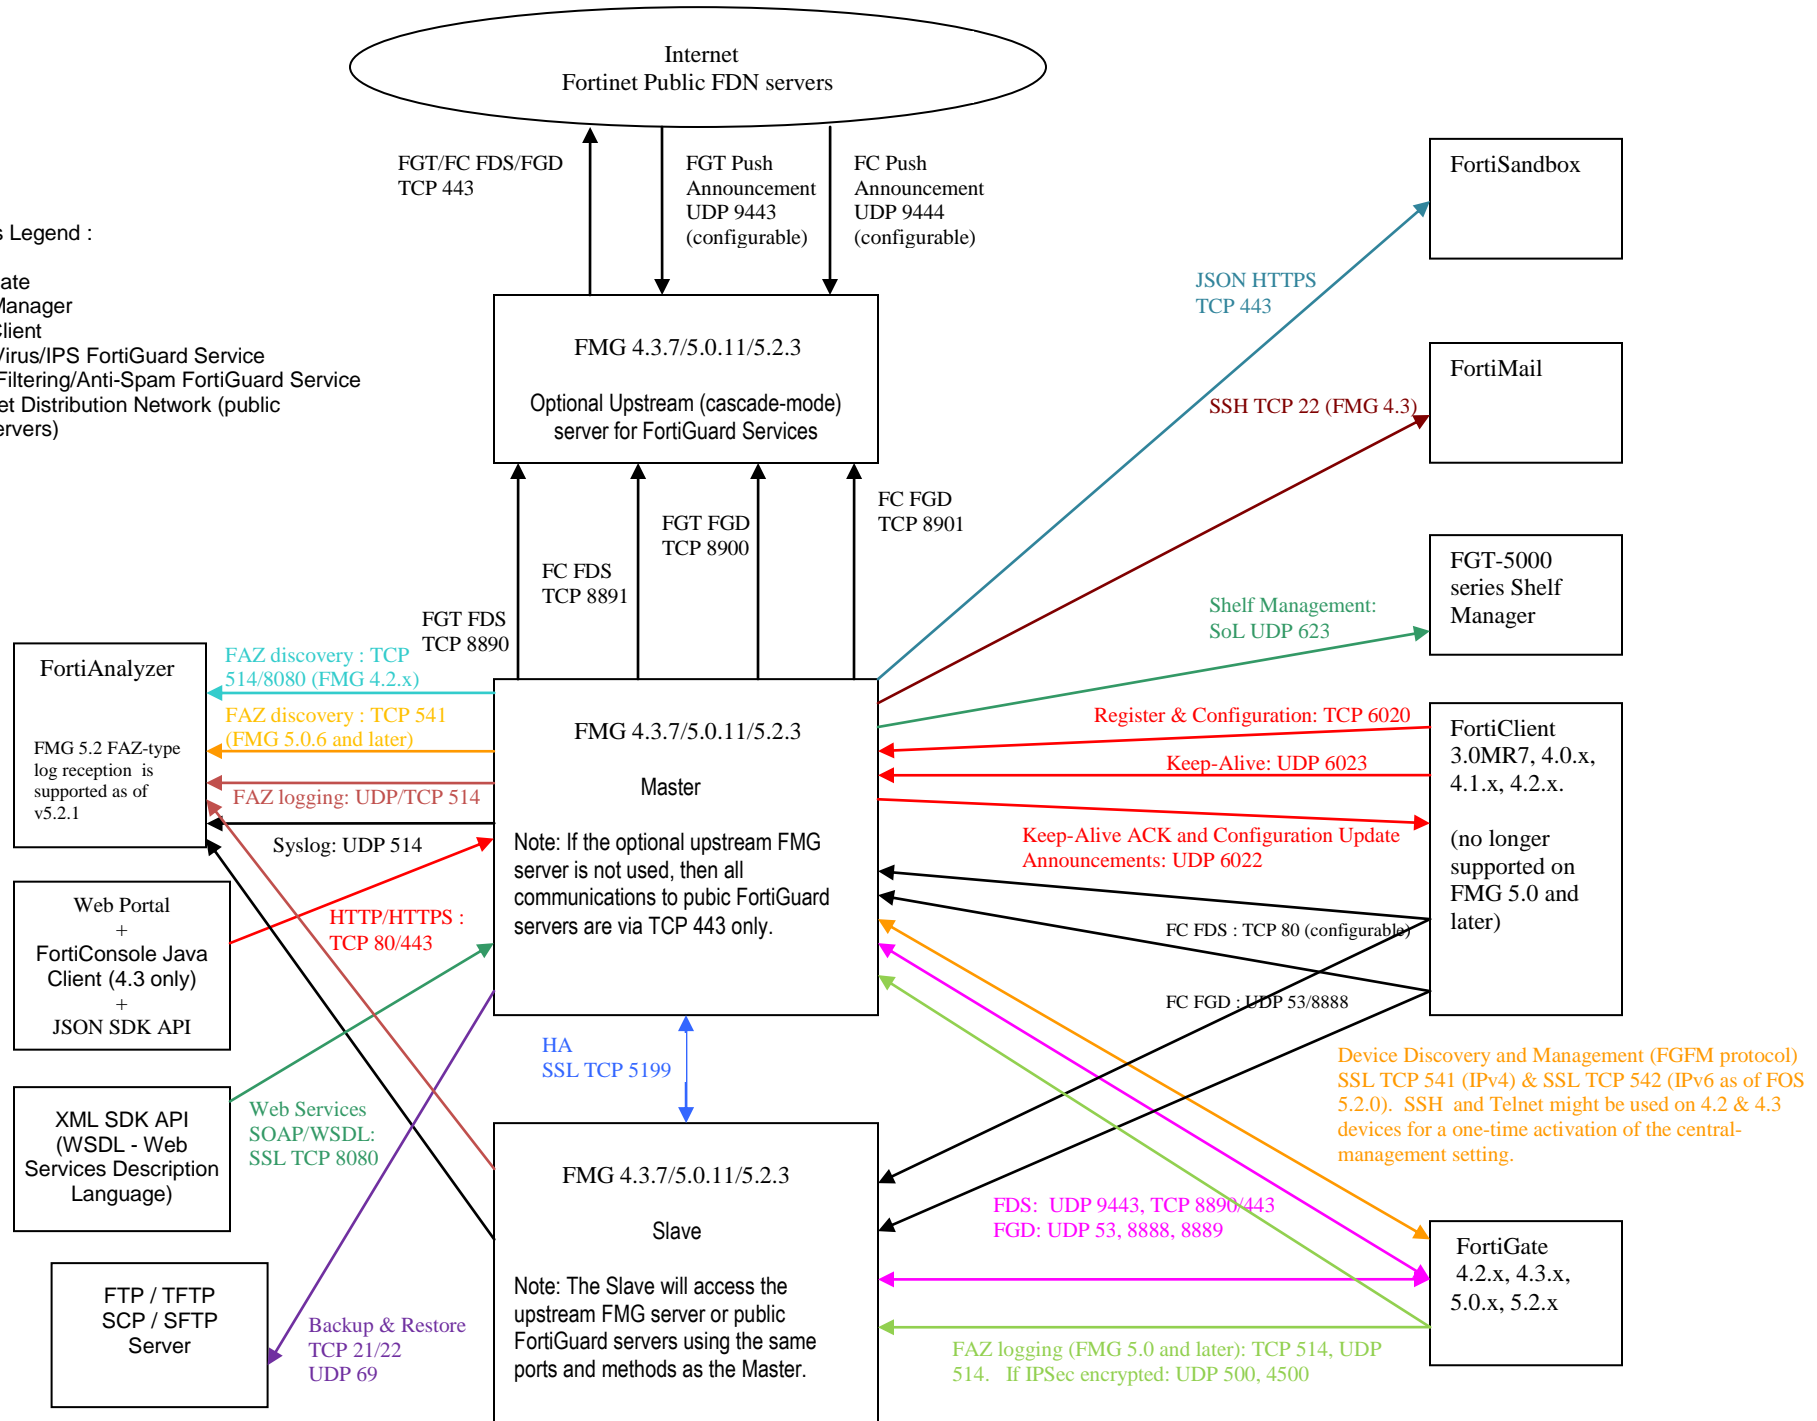 Internet
Fortinet Public FDN servers
FGT/FC FDS/FGD
TCP 443
FGT Push
Announcement
UDP 9443
(configurable)
FC Push
Announcement
UDP 9444
(configurable)
s Legend :
ate
Manager
Client
Virus/IPS FortiGuard Service
Filtering/Anti-Spam FortiGuard Service
et Distribution Network (public
ervers)
FMG 4.3.7/5.0.11/5.2.3
Optional Upstream (cascade-mode)
server for FortiGuard Services
FortiSandbox
JSON HTTPS
TCP 443
FortiMail
SSH TCP 22 (FMG 4.3)
FGT-5000
series Shelf
Manager
Shelf Management:
SoL UDP 623
FC FGD
TCP 8901
FGT FGD
TCP 8900
FC FDS
TCP 8891
FGT FDS
TCP 8890
FortiAnalyzer
FMG 5.2 FAZ-type
log reception is
supported as of
v5.2.1
FAZ discovery : TCP
514/8080 (FMG 4.2.x)
FAZ discovery : TCP 541
(FMG 5.0.6 and later)
FAZ logging: UDP/TCP 514
Syslog: UDP 514
FMG 4.3.7/5.0.11/5.2.3
Master
Note: If the optional upstream FMG
server is not used, then all
communications to pubic FortiGuard
servers are via TCP 443 only.
Register & Configuration: TCP 6020
Keep-Alive: UDP 6023
Keep-Alive ACK and Configuration Update
Announcements: UDP 6022
FC FDS : TCP 80 (configurable)
FC FGD : UDP 53/8888
FortiClient
3.0MR7, 4.0.x,
4.1.x, 4.2.x.
(no longer
supported on
FMG 5.0 and
later)
Web Portal
+
FortiConsole Java
Client (4.3 only)
+
JSON SDK API
HTTP/HTTPS :
TCP 80/443
HA
SSL TCP 5199
Device Discovery and Management (FGFM protocol)
SSL TCP 541 (IPv4) & SSL TCP 542 (IPv6 as of FOS
5.2.0). SSH and Telnet might be used on 4.2 & 4.3
devices for a one-time activation of the central-
management setting.
XML SDK API
(WSDL - Web
Services Description
Language)
Web Services
SOAP/WSDL:
SSL TCP 8080
FMG 4.3.7/5.0.11/5.2.3
Slave
Note: The Slave will access the
upstream FMG server or public
FortiGuard servers using the same
ports and methods as the Master.
FDS: UDP 9443, TCP 8890/443
FGD: UDP 53, 8888, 8889
FortiGate
4.2.x, 4.3.x,
5.0.x, 5.2.x
FTP / TFTP
SCP / SFTP
Server
Backup & Restore
TCP 21/22
UDP 69
FAZ logging (FMG 5.0 and later): TCP 514, UDP
514. If IPSec encrypted: UDP 500, 4500